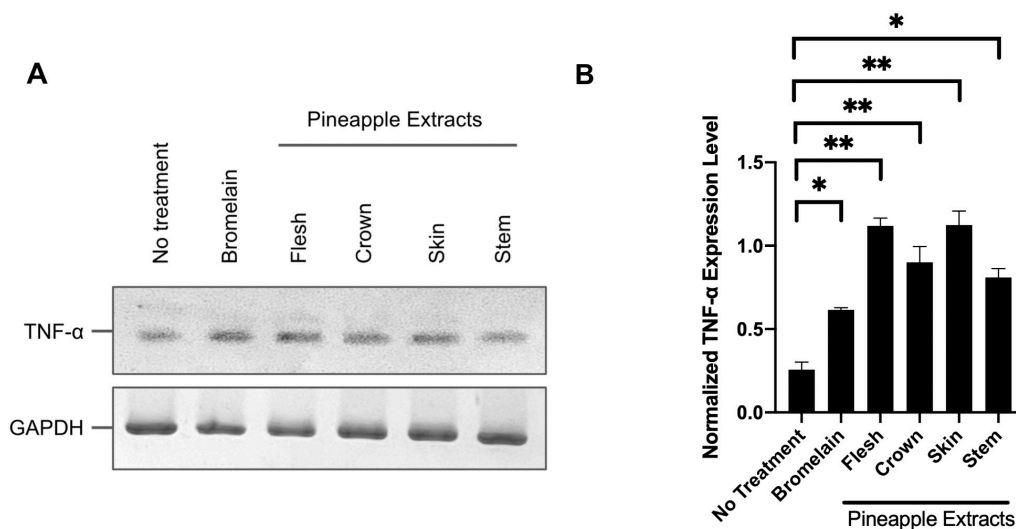 A
Pineapple Extracts
No treatment
Bromelain
Flesh
Crown
Skin
Stem
TNF-α
GAPDH
B
*
**
**
**
*
Normalized TNF-α Expression Level
1.5
1.0
0.5
0.0
No Treatment
Bromelain
Flesh
Crown
Skin
Stem
Pineapple Extracts